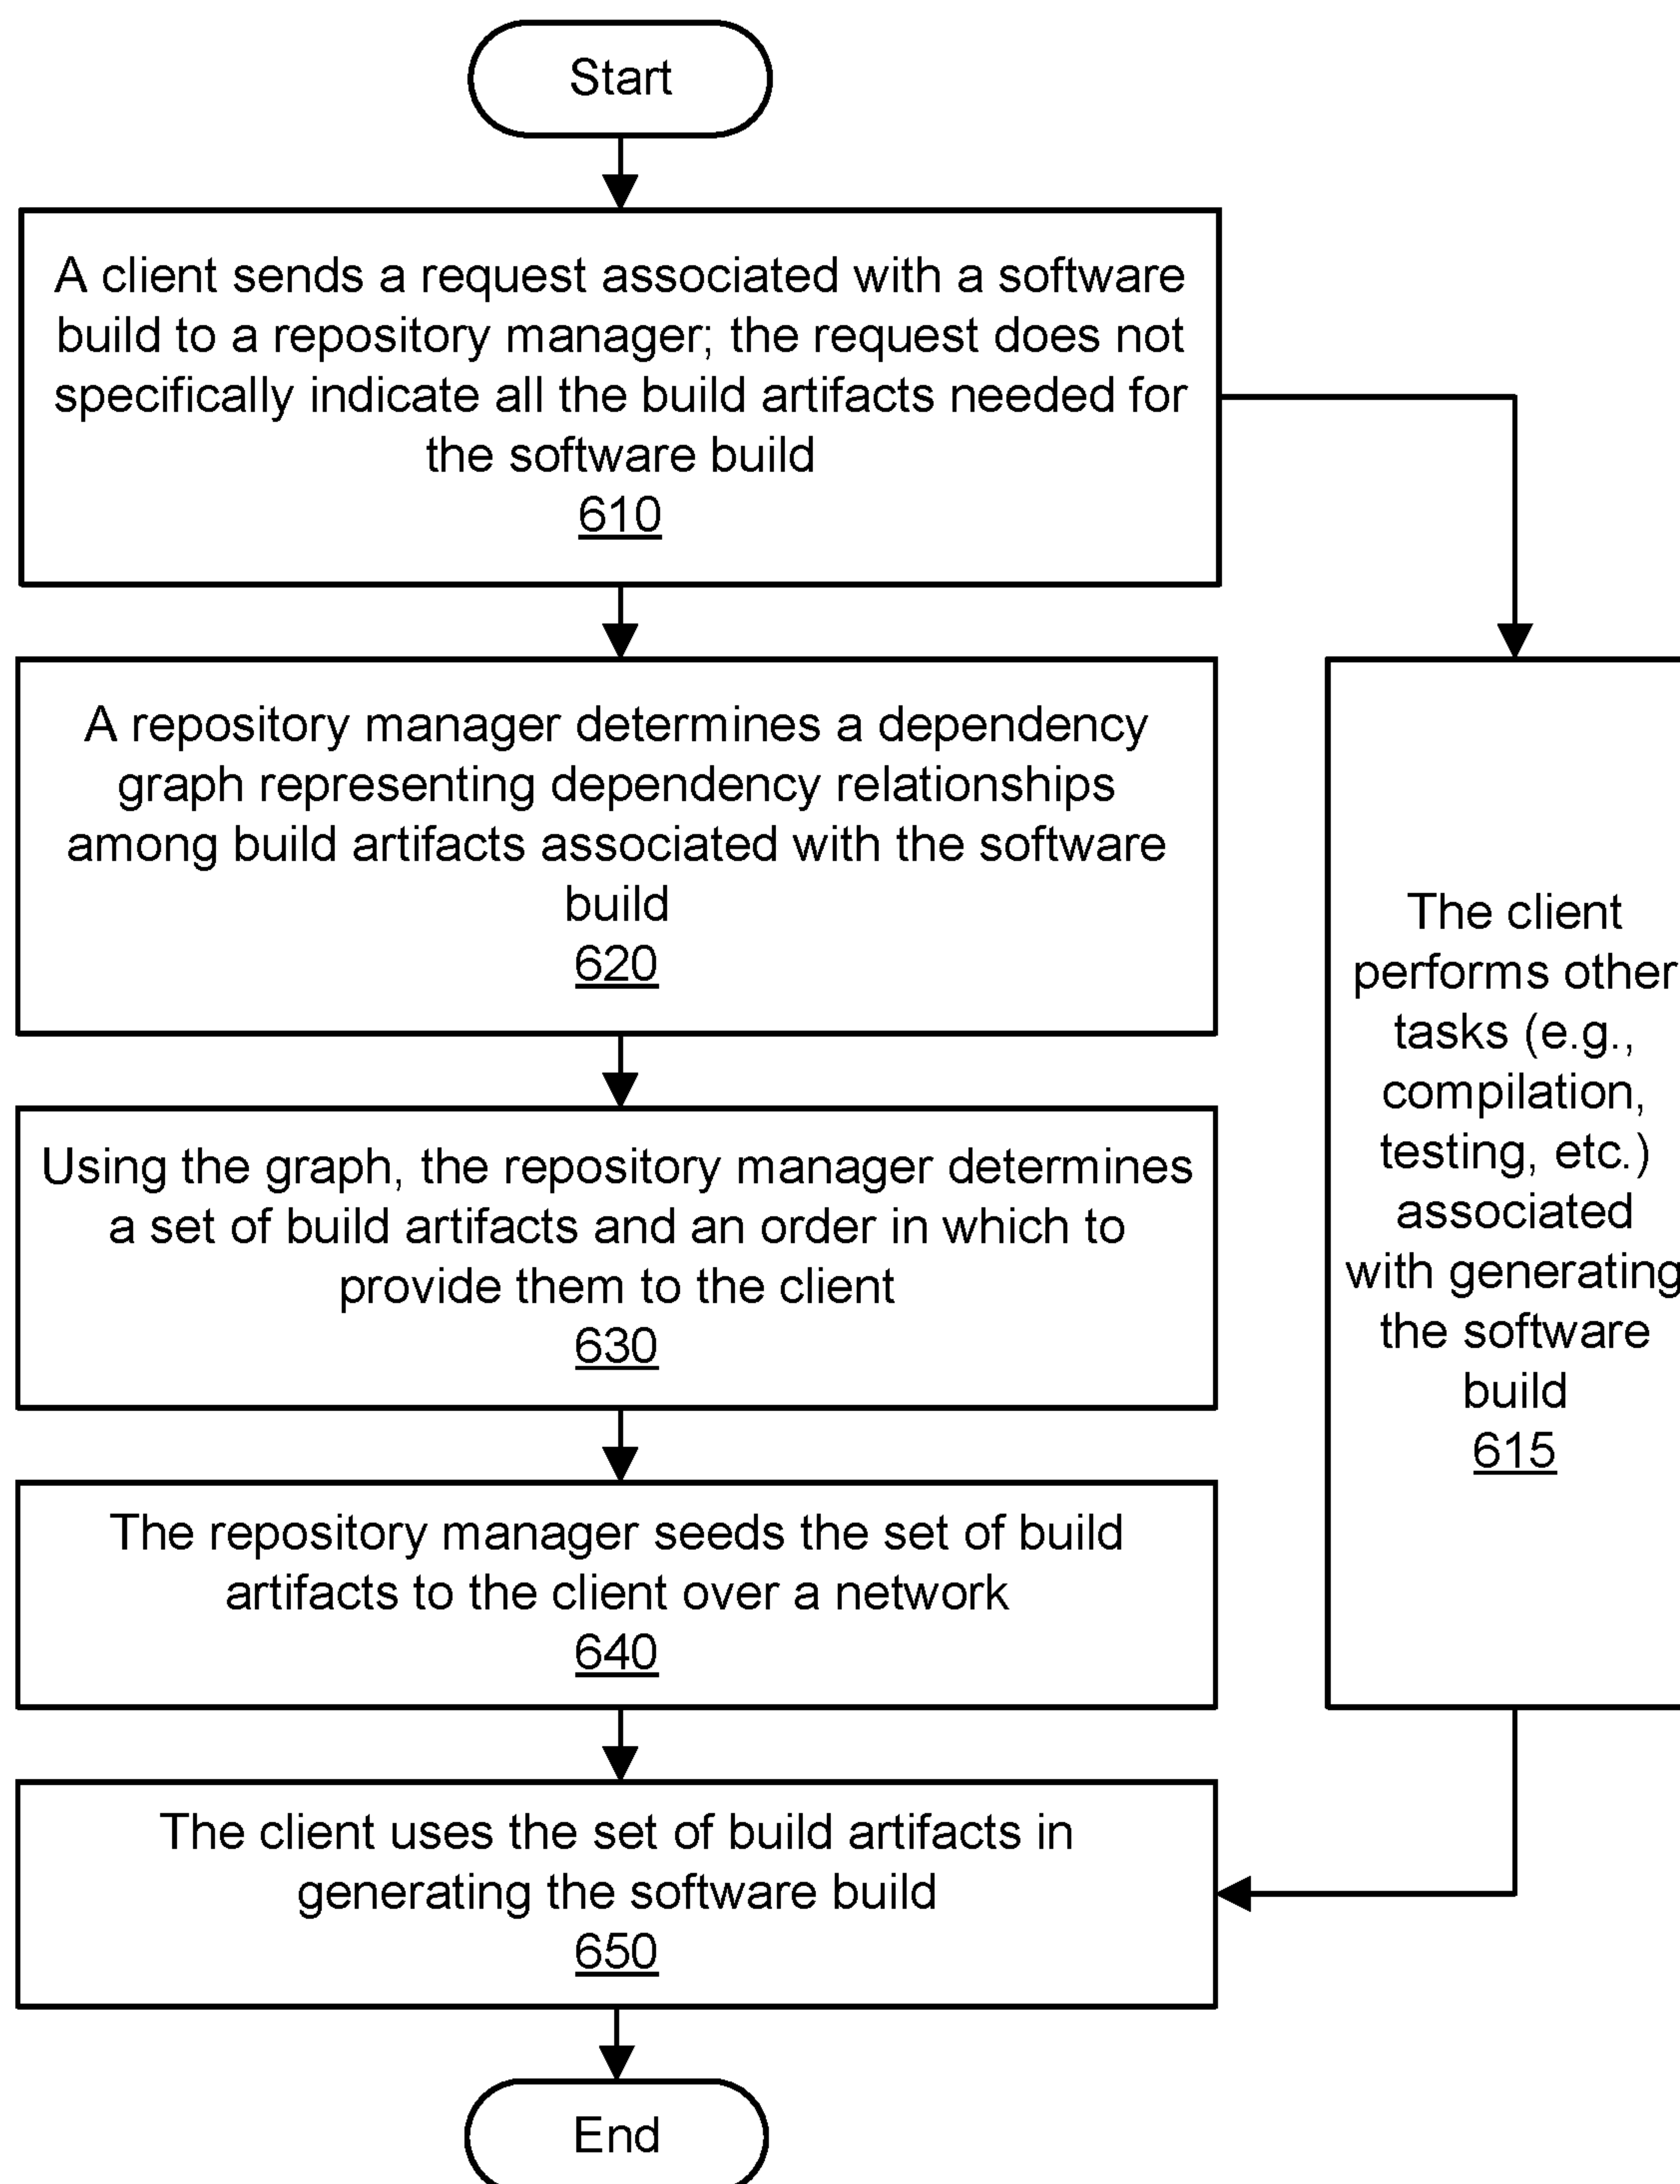 Start
A client sends a request associated with a software
build to a repository manager; the request does not
specifically indicate all the build artifacts needed for
the software build
610
A repository manager determines a dependency
graph representing dependency relationships
among build artifacts associated with the software
build
620
Using the graph, the repository manager determines
a set of build artifacts and an order in which to
provide them to the client
630
The repository manager seeds the set of build
artifacts to the client over a network
640
The client
performs other
tasks (e.g.,
compilation,
testing, etc.)
associated
with generating
the software
build
615
The client uses the set of build artifacts in
generating the software build
650
End